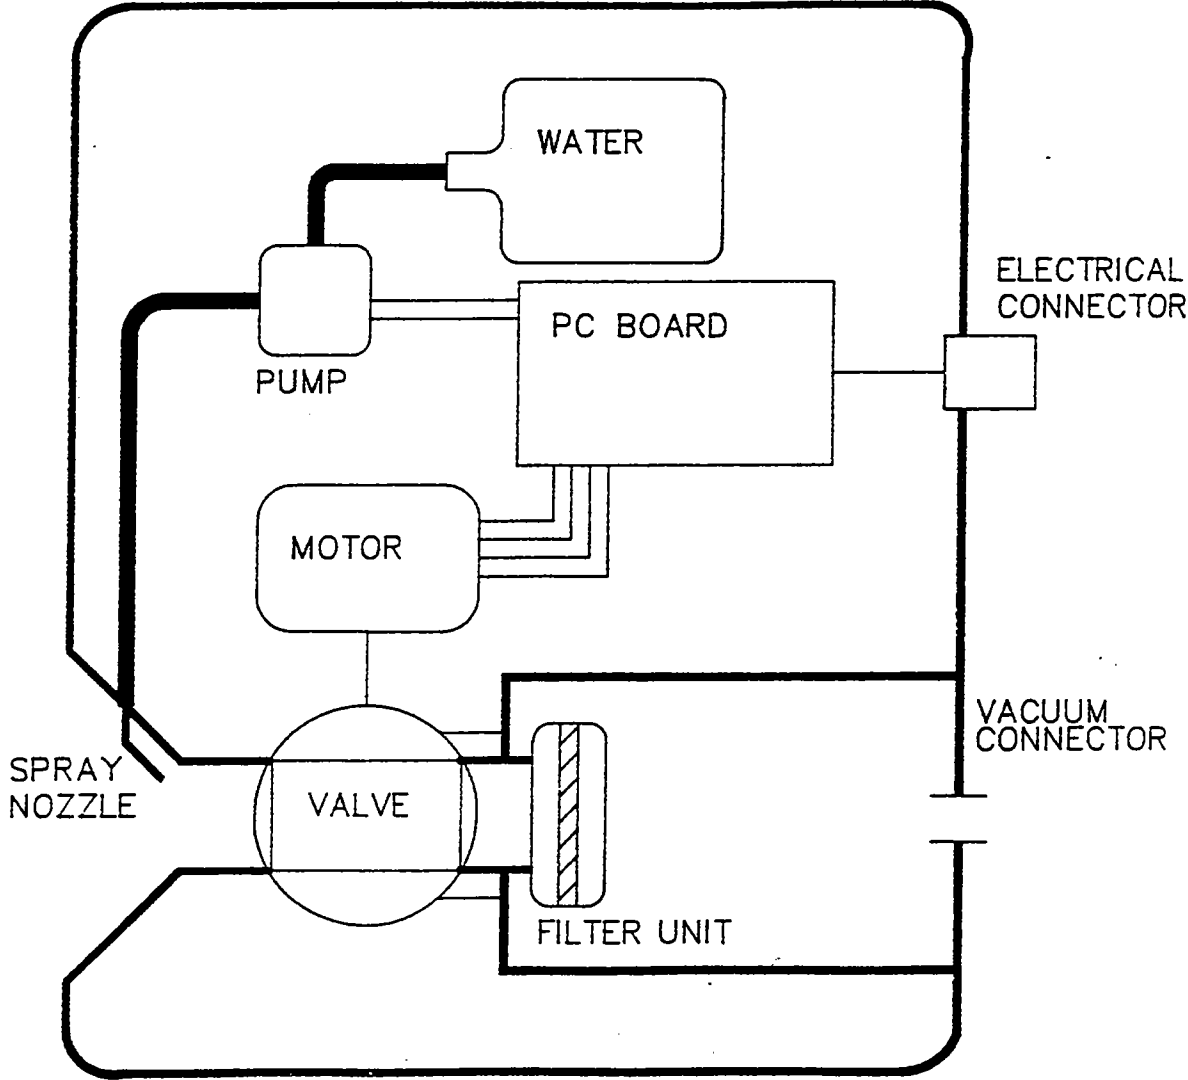 WATER
ELECTRICAL
CONNECTOR
PC BOARD
PUMP
MOTOR
VACUUM
CONNECTOR
SPRAY
NOZZLE
VALVE
FILTER UNIT